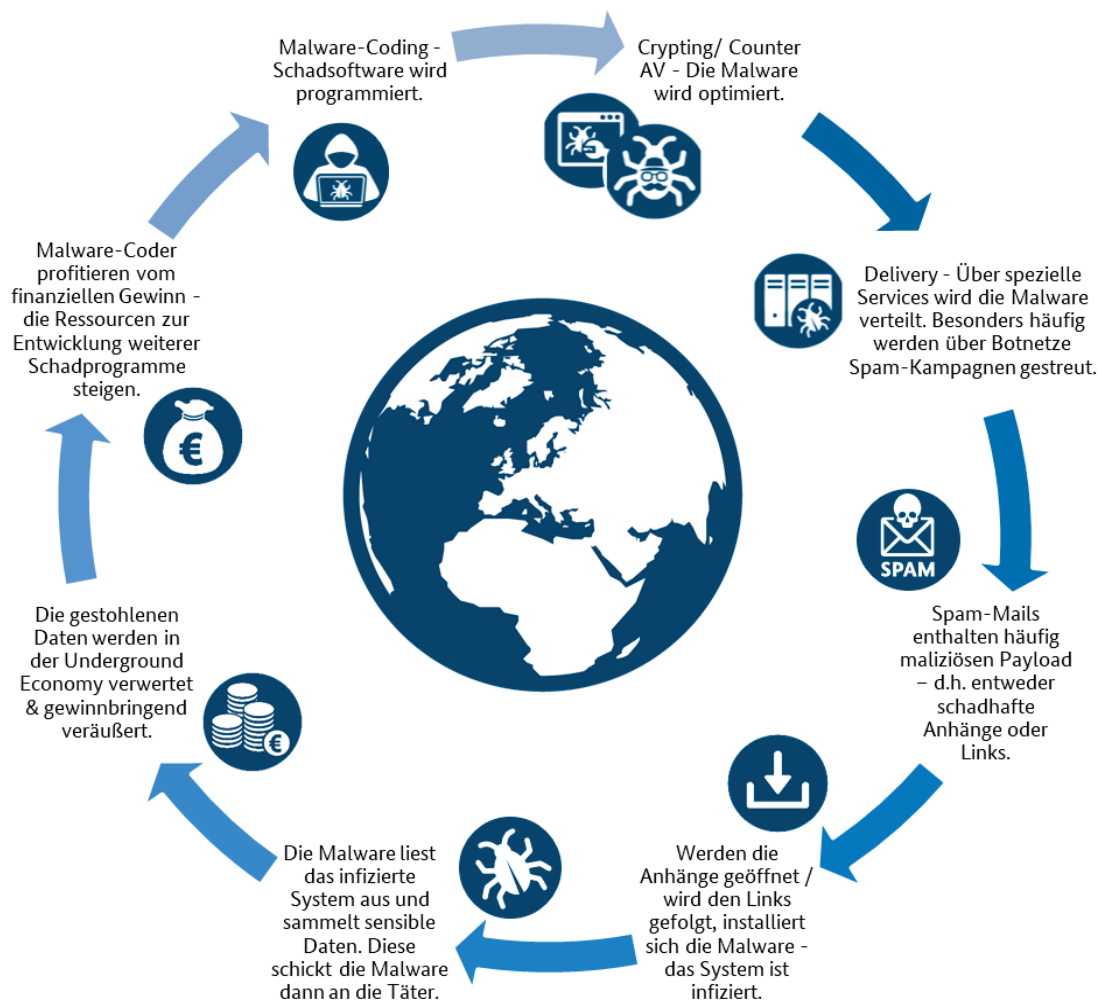 Malware-Coding -
Schadsoftware wird
programmiert.
Crypting/ Counter
AV - Die Malware
wird optimiert.
Delivery - Über spezielle
Services wird die Malware
verteilt. Besonders häufig
werden über Botnetze
Spam-Kampagnen gestreut.
SPAM
Spam-Mails
enthalten häufig
maliziösen Payload
– d.h. entweder
schadhafte
Anhänge oder
Links.
Werden die
Anhänge geöffnet /
wird den Links
gefolgt, installiert
sich die Malware -
das System ist
infiziert.
Die Malware liest
das infizierte
System aus und
sammelt sensible
Daten. Diese
schickt die Malware
dann an die Täter.
Die gestohlenen
Daten werden in
der Underground
Economy verwertet
& gewinnbringend
veräußert.
€
Malware-Coder
profitieren vom
finanziellen Gewinn -
die Ressourcen zur
Entwicklung weiterer
Schadprogramme
steigen.
€